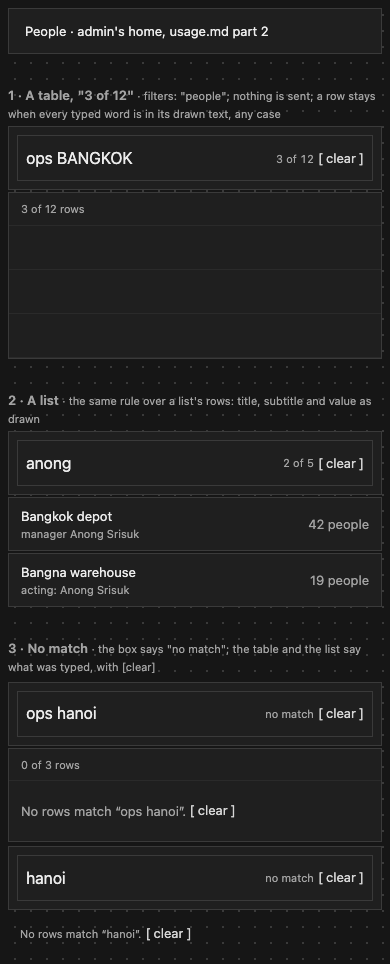 People · admin's home, usage.md part 2
1 · A table, "3 of 12" · filters: "people"; nothing is sent; a row stays
when every typed word is in its drawn text, any case
ops BANGKOK 3 of 12 [ clear ]
3 of 12 rows
2 · A list · the same rule over a list's rows: title, subtitle and value as
drawn
anong 2 of 5 [ clear ]
Bangkok depot
manager Anong Srisuk
42 people
Bangna warehouse
acting: Anong Srisuk
19 people
3 · No match · the box says "no match"; the table and the list say
what was typed, with [clear]
ops hanoi no match [ clear ]
0 of 3 rows
No rows match “ops hanoi”. [ clear ]
hanoi no match [ clear ]
No rows match “hanoi”. [ clear ]